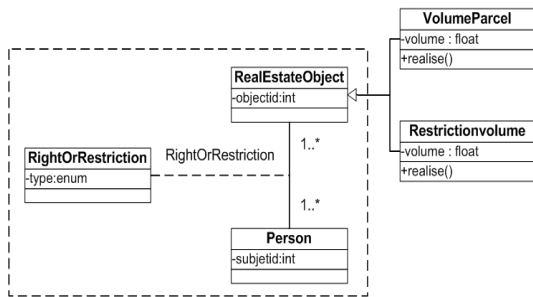 VolumeParcel
-volume : float
+realise()
RealEstateObject
-objectid:int
Restrictionvolume
-volume : float
+realise()
1..*
RightOrRestriction
RightOrRestriction
-type:enum
1..*
Person
-subjetid:int